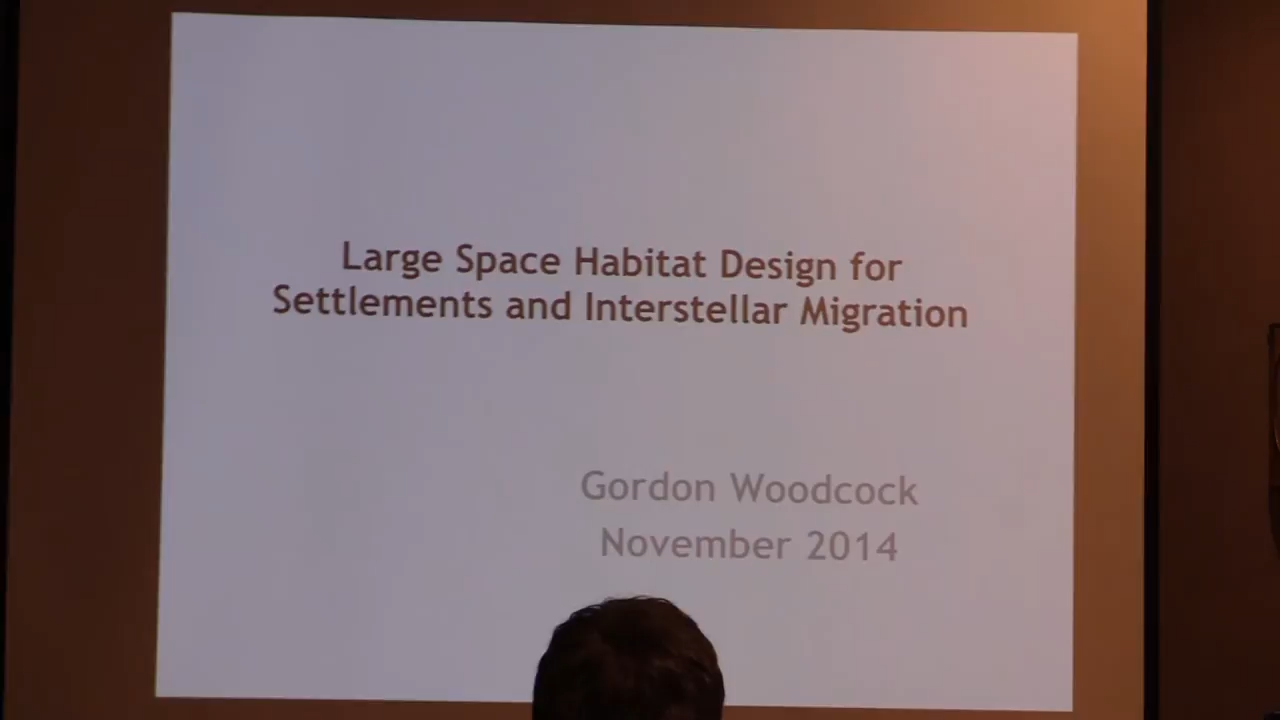 Large Space Habitat Design for
Settlements and Interstellar Migration
Gordon Woodcock
November 2014